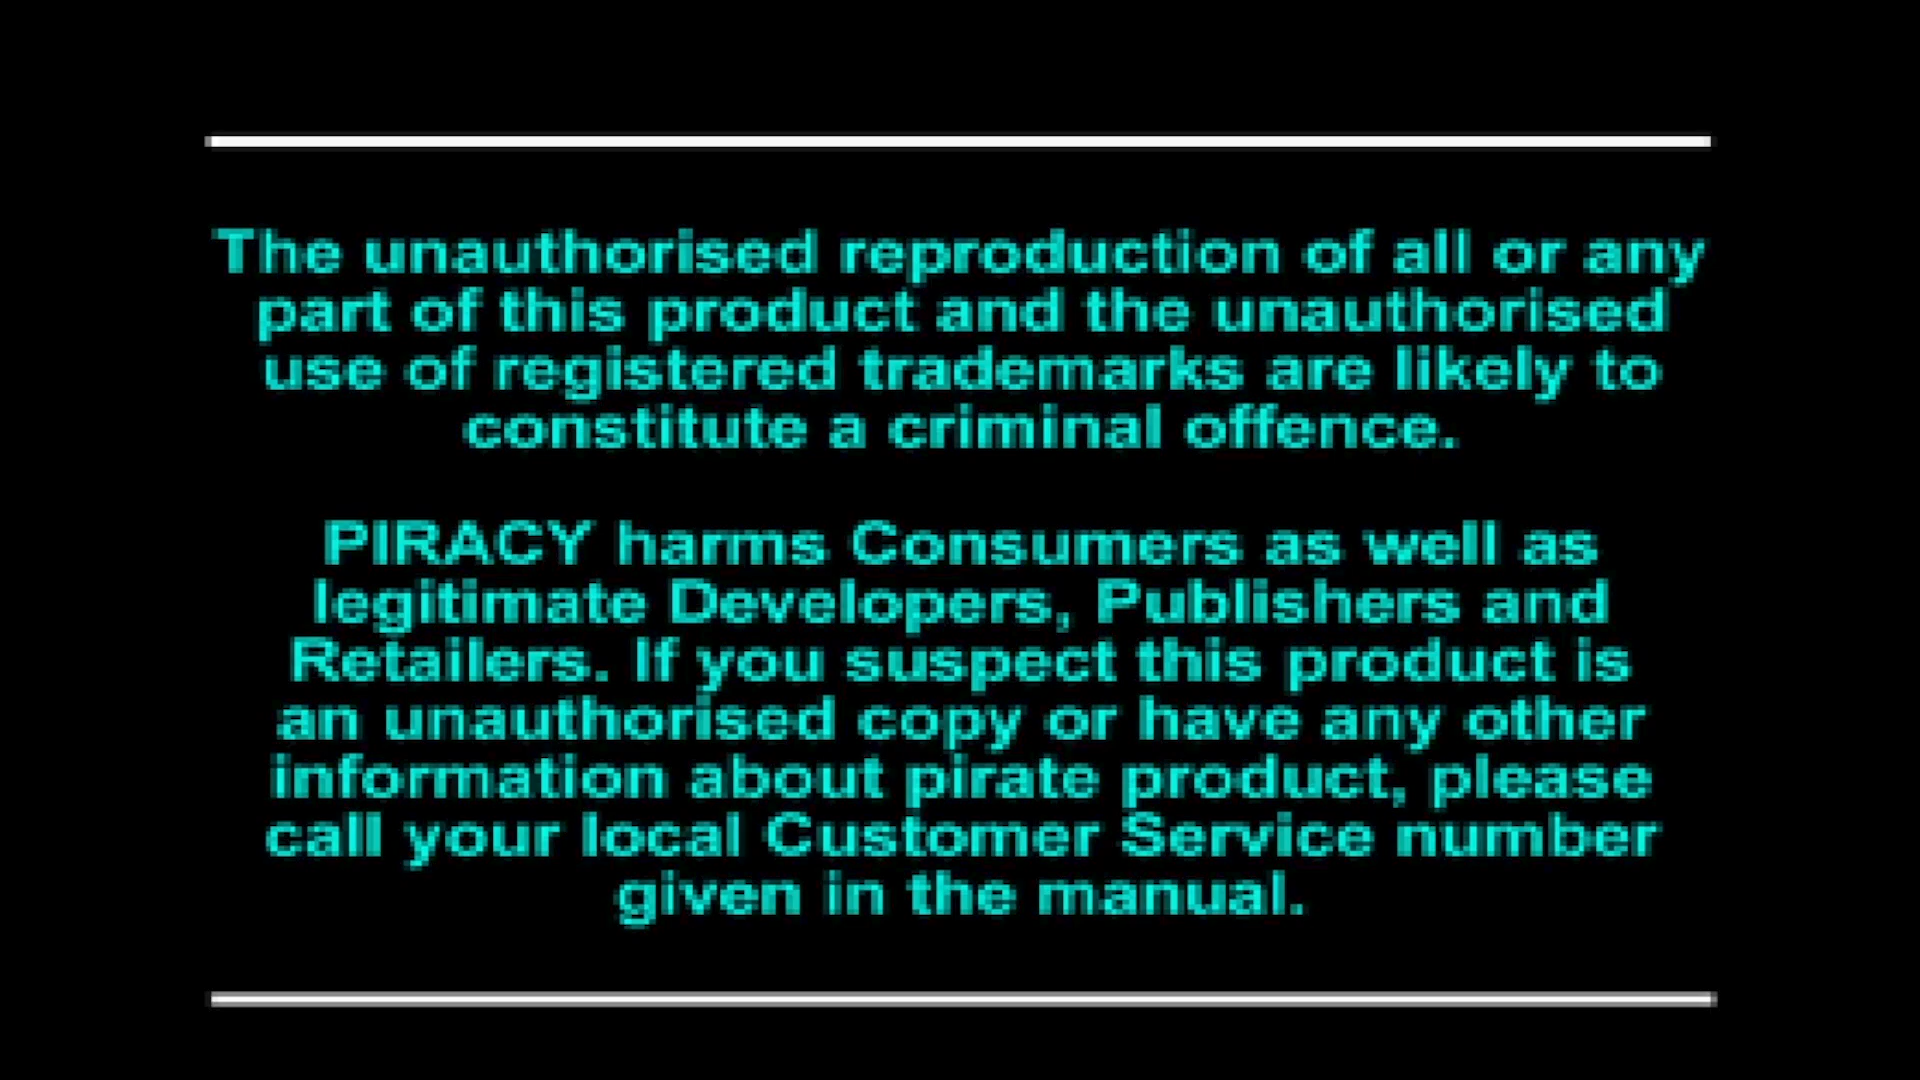 The unauthorised reproduction of all or any
part of this product and the unauthorised
use of registered trademarks are likely to
constitute a criminal offence.
PIRACY harms Consumers as well as
legitimate Developers, Publishers and
Retailers. If you suspect this product is
an unauthorised copy or have any other
information about pirate product, please
call your local Customer Service number
given in the manual.